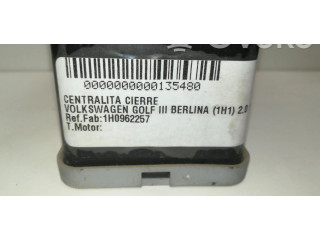 0000000000135480
CENTRALITA CIERRE
VOLKSWAGEN GOLF III BERLINA (1H1) 2.0
Ref.Fab:1H0962257
T.Motor: